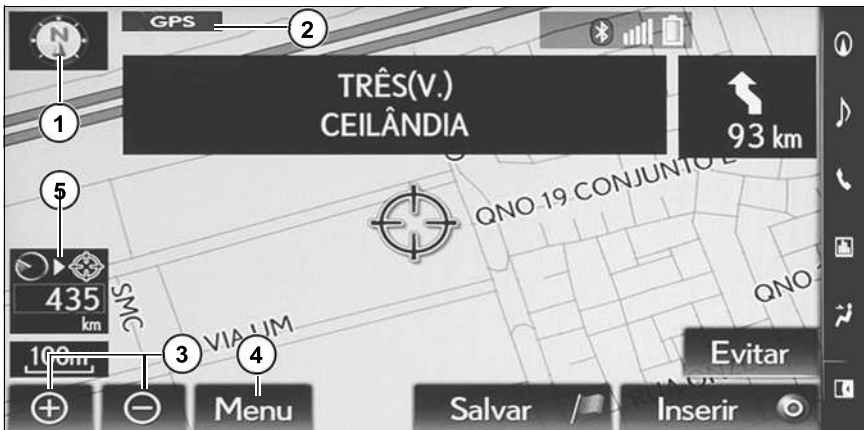 N
GPS
2
1
TRÊS(V.)
CEILÂNDIA
93 km
5
QNO 19 CONJUNTO E
435
km
SMC
QNO
VIA UM
100m
3
4
Evitar
Menu
Salvar
Inserir